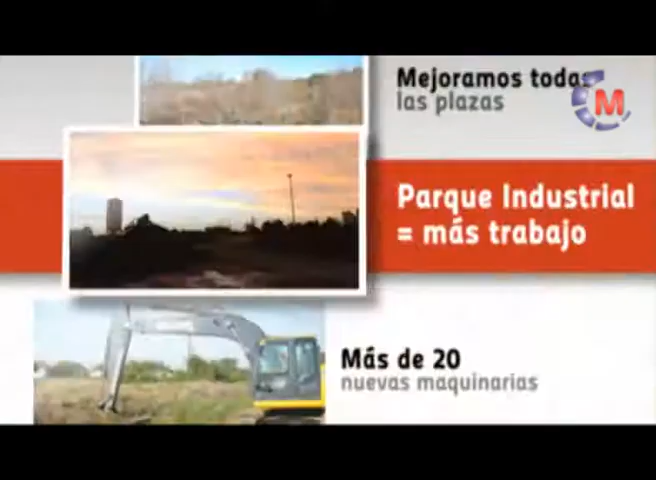 Mejoramos todas
las plazas
M
Parque Industrial
= más trabajo
Más de 20
nuevas maquinarias